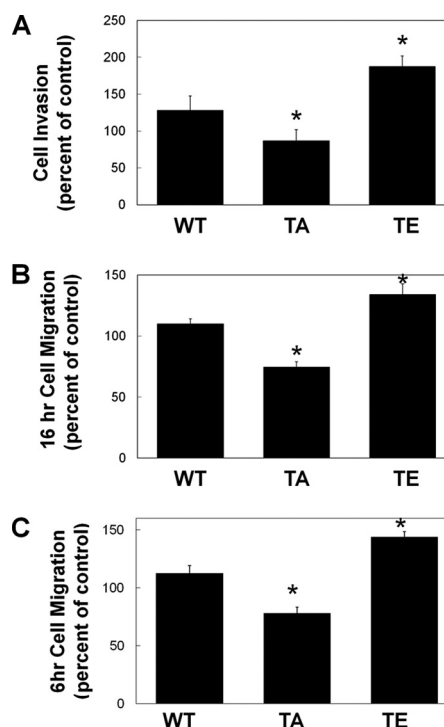 A
Cell Invasion
(percent of control)
250
200
150
100
50
0
*
*
WT TA TE
B
16 hr Cell Migration
(percent of control)
150
100
50
0
*
*
WT TA TE
C
6hr Cell Migration
(percent of control)
150
100
50
0
*
*
WT TA TE